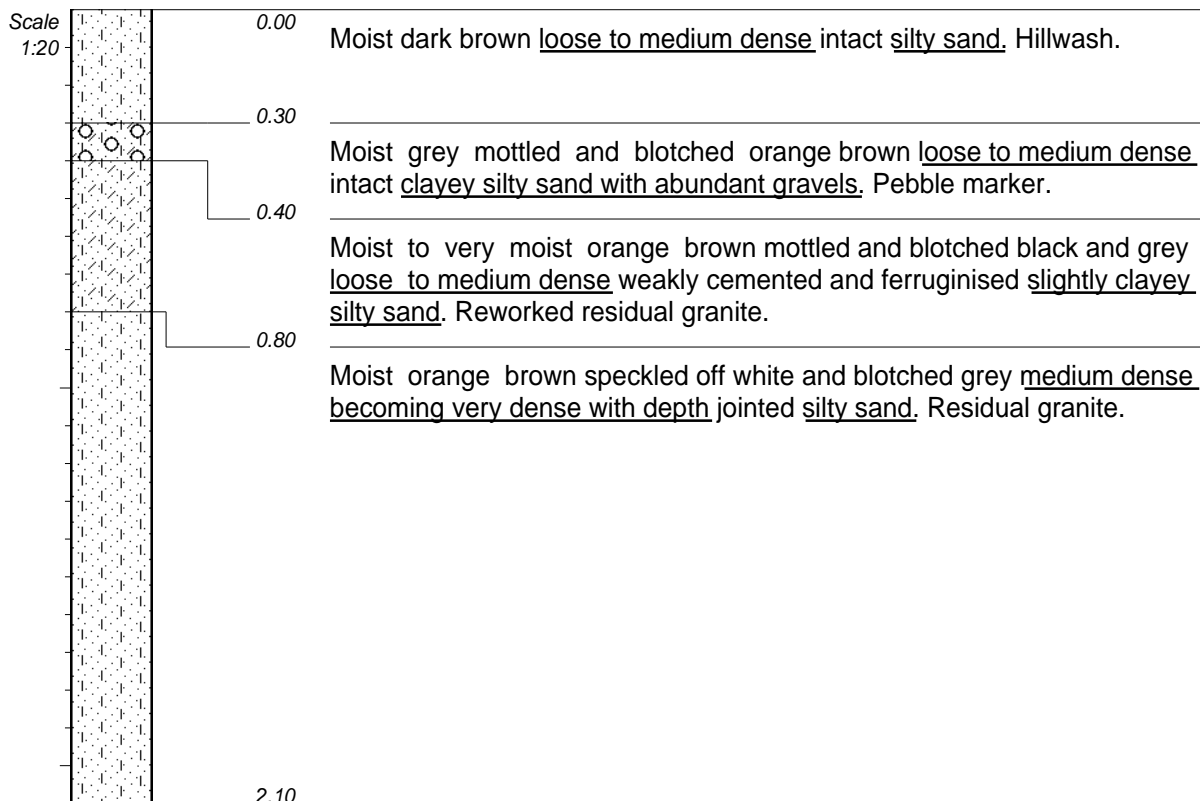 Scale
1:20
0.00
Moist dark brown loose to medium dense intact silty sand. Hillwash.
0.30
Moist grey mottled and blotched orange brown loose to medium dense
intact clayey silty sand with abundant gravels. Pebble marker.
0.40
Moist to very moist orange brown mottled and blotched black and grey
loose to medium dense weakly cemented and ferruginised slightly clayey
silty sand. Reworked residual granite.
0.80
Moist orange brown speckled off white and blotched grey medium dense
becoming very dense with depth jointed silty sand. Residual granite.
2.10